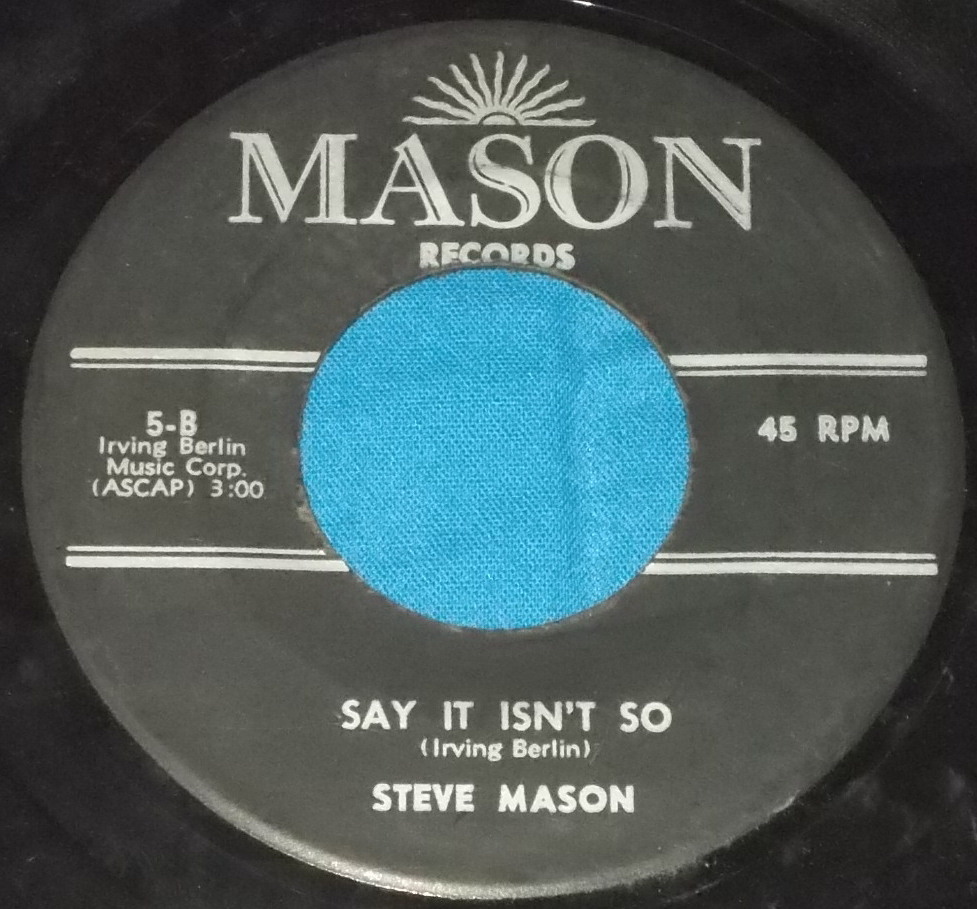 MASON
RECORDS
5-B
Irving Berlin
Music Corp.
(ASCAP) 3:00
45 RPM
SAY IT ISN'T SO
(Irving Berlin)
STEVE MASON